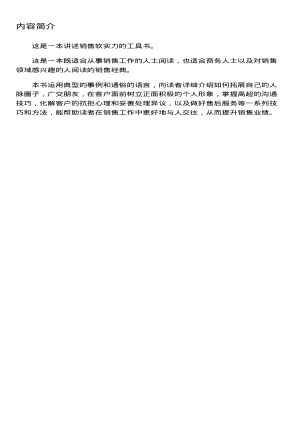 内容简介
这是一本讲述销售软实力的工具书。
这是一本既适合从事销售工作的人士阅读，也适合商务人士以及对销售
领域感兴趣的人阅读的销售经典。
本书运用典型的事例和通俗的语言，向读者详细介绍如何拓展自己的人
脉圈子，广交朋友，在客户面前树立正面积极的个人形象，掌握高超的沟通
技巧，化解客户的抗拒心理和妥善处理异议，以及做好售后服务等一系列技
巧和方法，能帮助读者在销售工作中更好地与人交往，从而提升销售业绩。